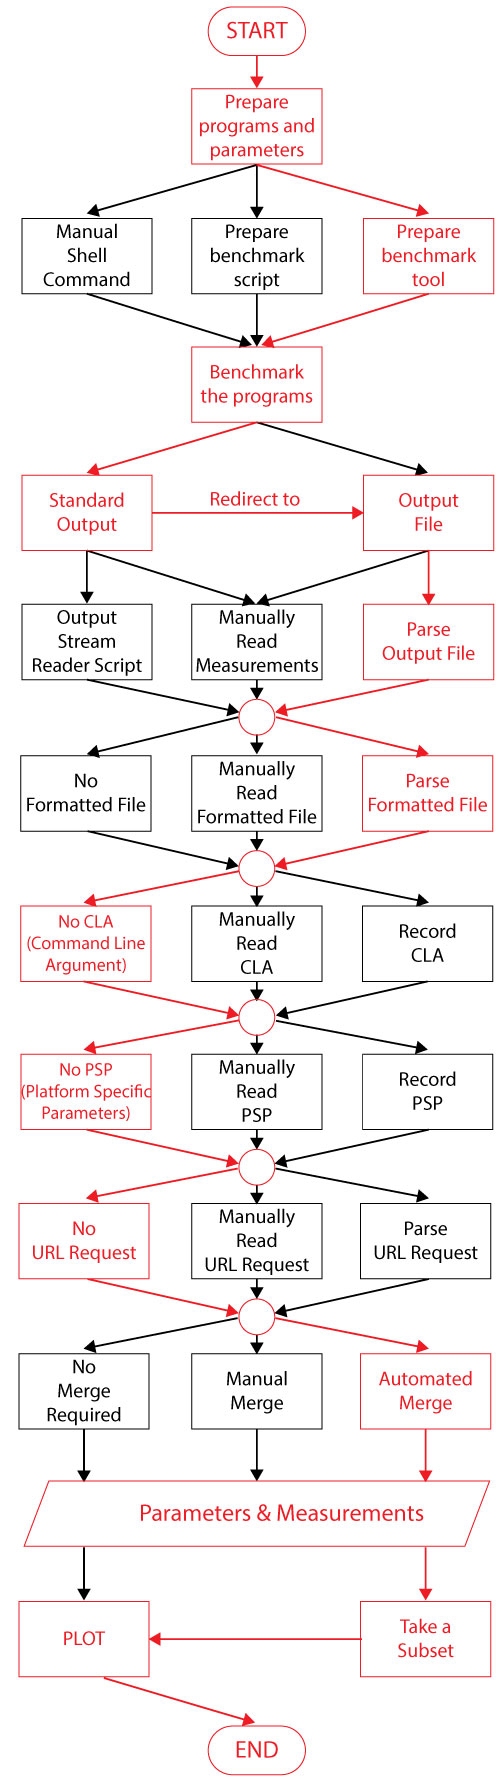 START
Prepare
programs and
parameters
Manual
Shell
Command
Prepare
benchmark
script
Prepare
benchmark
tool
Benchmark
the programs
Standard
Output
Redirect to
Output
File
Output
Stream
Reader Script
Manually
Read
Measurements
Parse
Output File
No
Formatted File
Manually
Read
Formatted File
Parse
Formatted File
No CLA
(Command Line
Argument)
Manually
Read
CLA
Record
CLA
No PSP
(Platform Specific
Parameters)
Manually
Read
PSP
Record
PSP
No
URL Request
Manually
Read
URL Request
Parse
URL Request
No
Merge
Required
Manual
Merge
Automated
Merge
Parameters & Measurements
PLOT
Take a
Subset
END